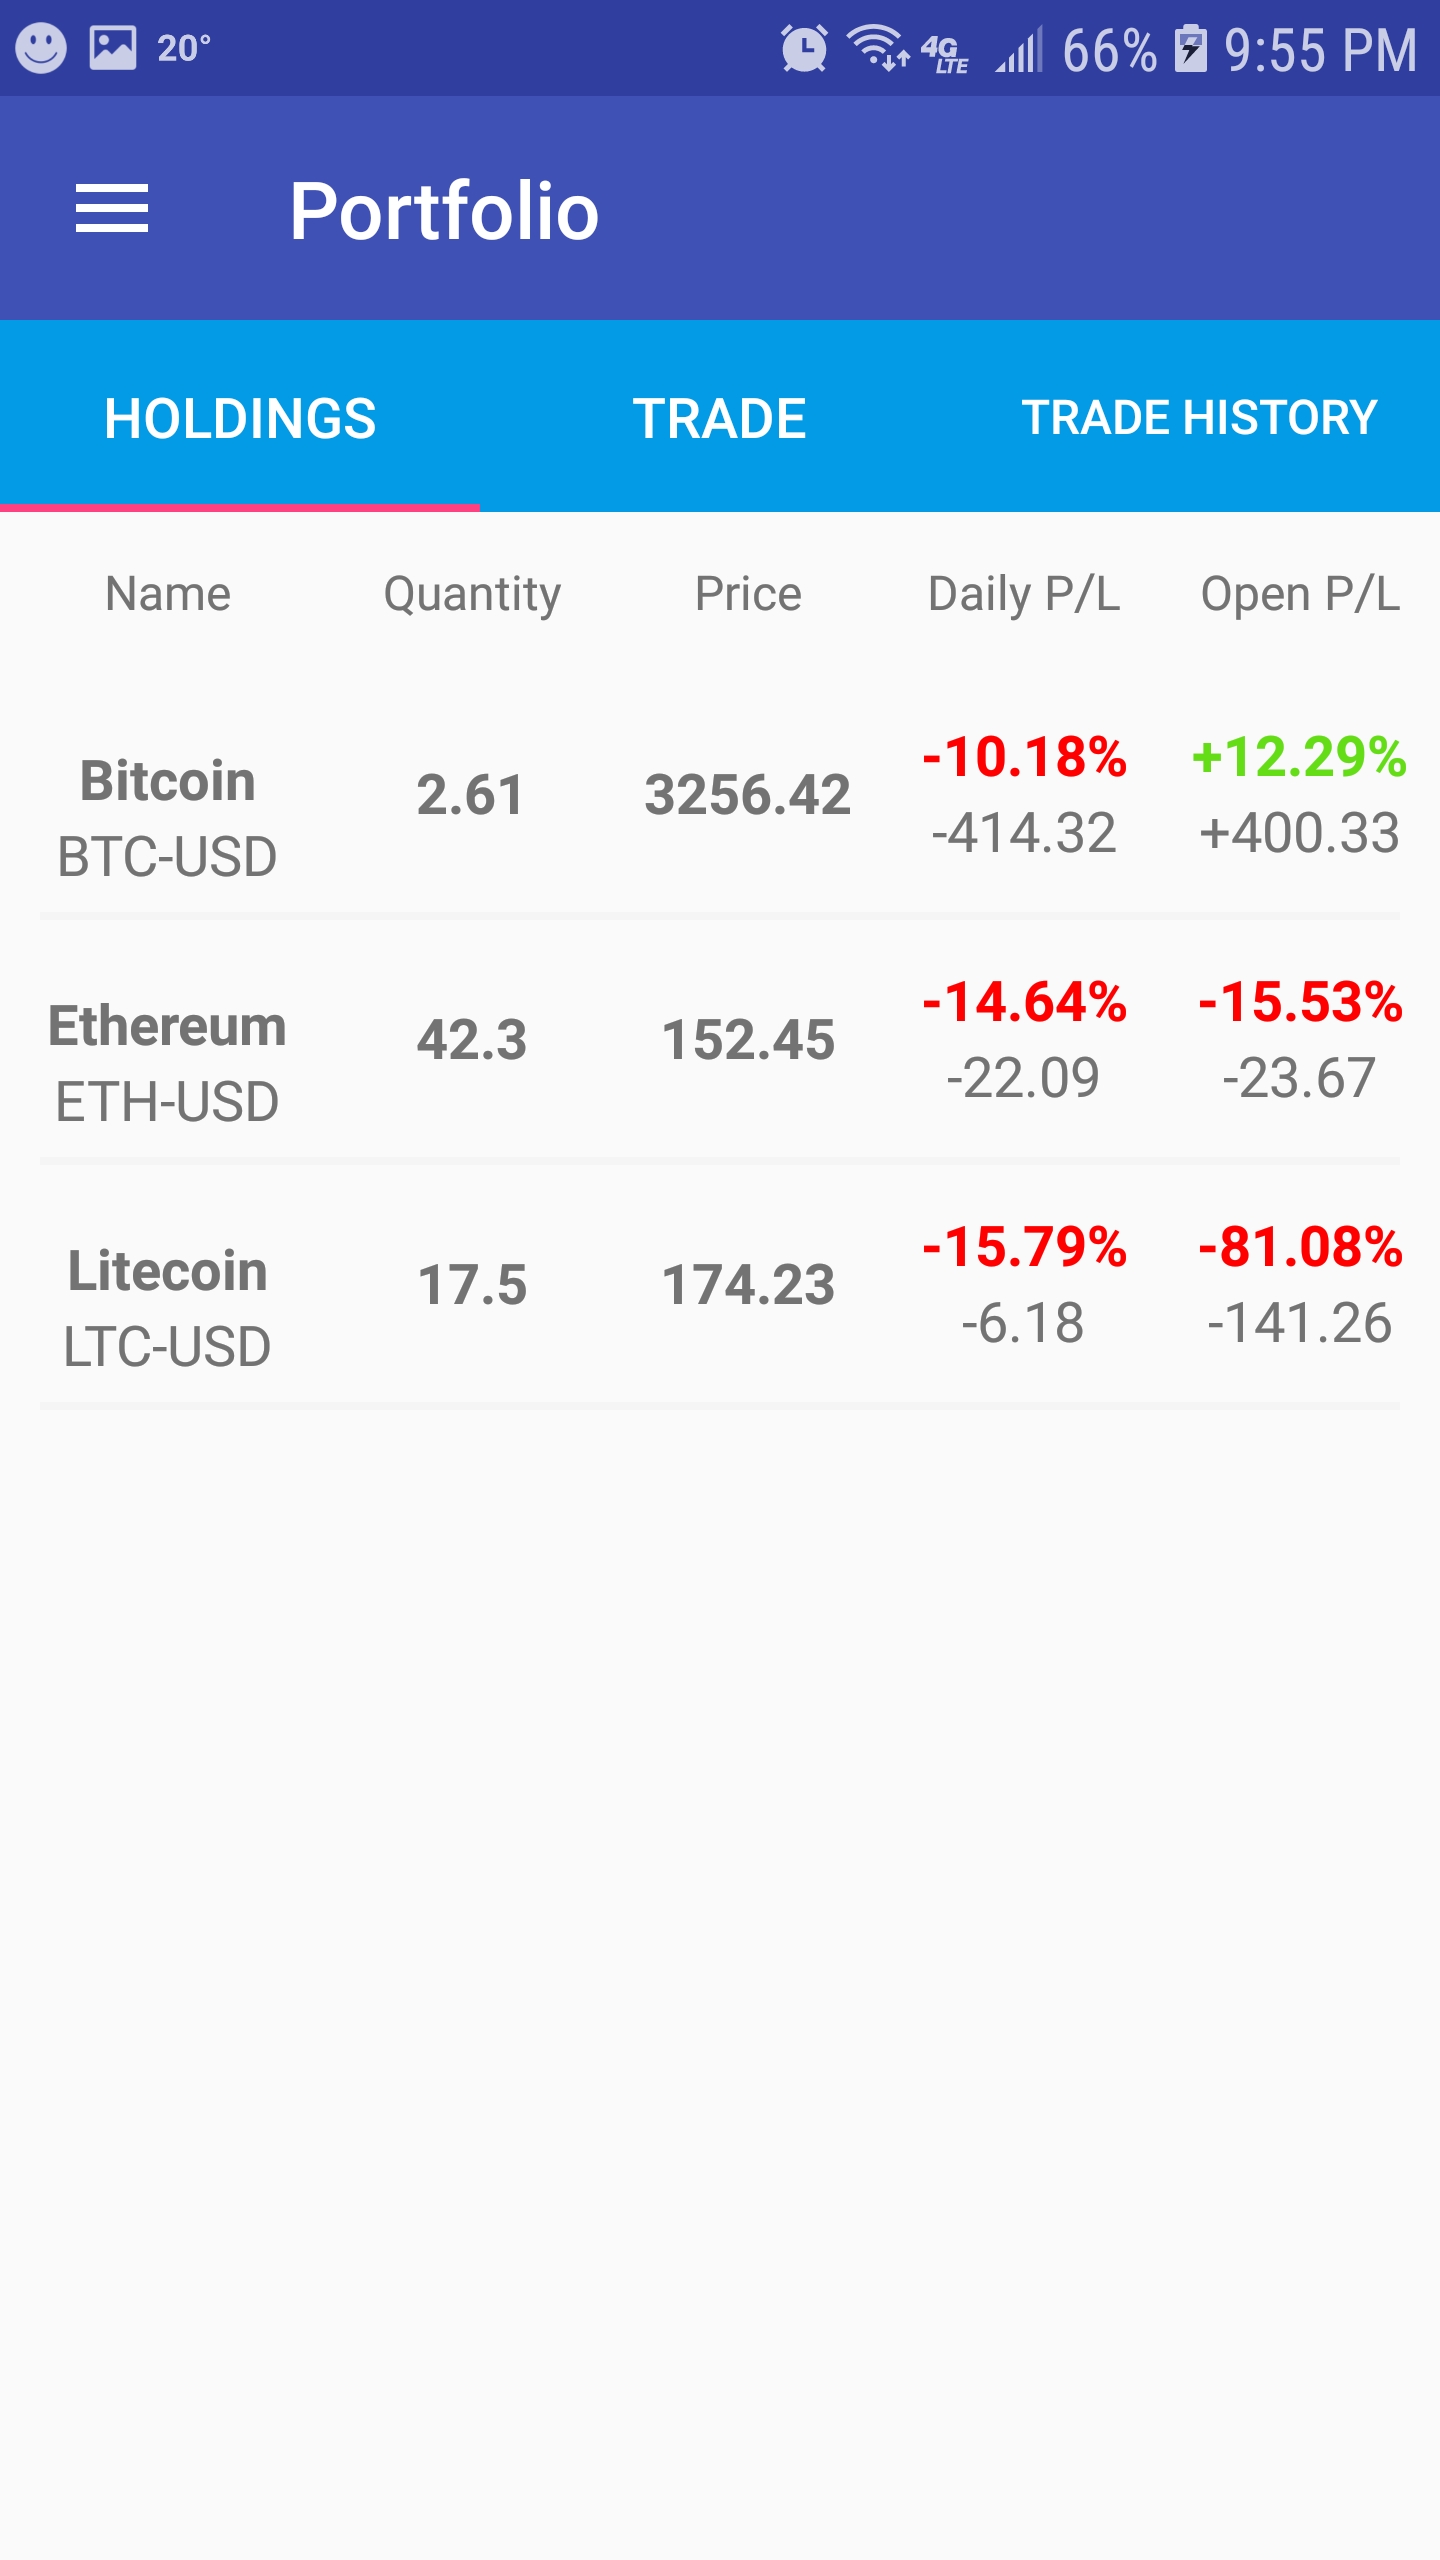 20° 4G LTE 66% 9:55 PM
Portfolio
HOLDINGS TRADE TRADE HISTORY
Name Quantity Price Daily P/L Open P/L
Bitcoin 2.61 3256.42 -10.18% +12.29%
BTC-USD -414.32 +400.33
Ethereum 42.3 152.45 -14.64% -15.53%
ETH-USD -22.09 -23.67
Litecoin 17.5 174.23 -15.79% -81.08%
LTC-USD -6.18 -141.26